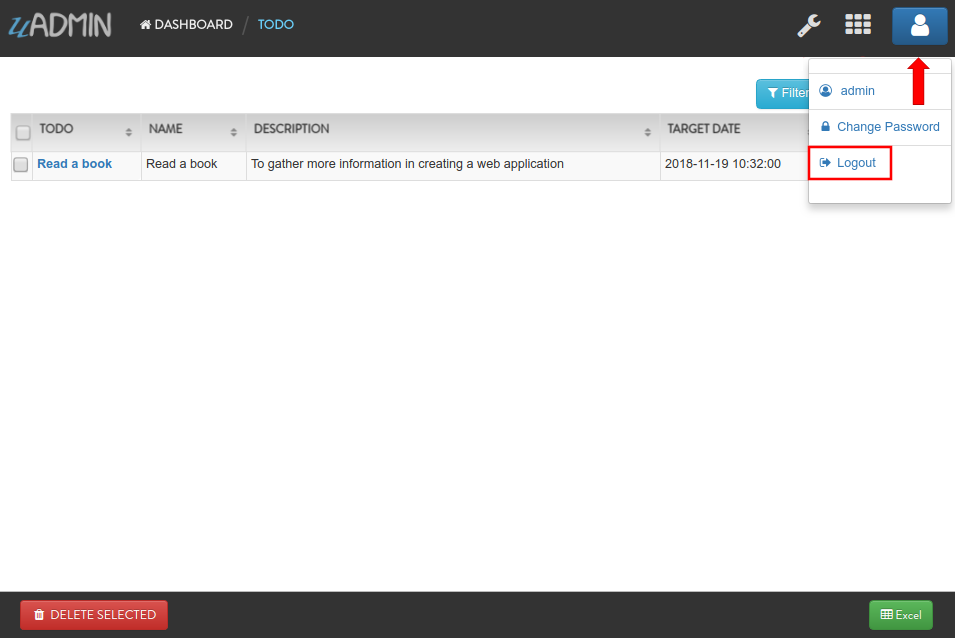 uADMIN
DASHBOARD / TODO
Filter
admin
Change Password
Logout
TODO NAME DESCRIPTION TARGET DATE
Read a book Read a book To gather more information in creating a web application 2018-11-19 10:32:00
DELETE SELECTED
Excel